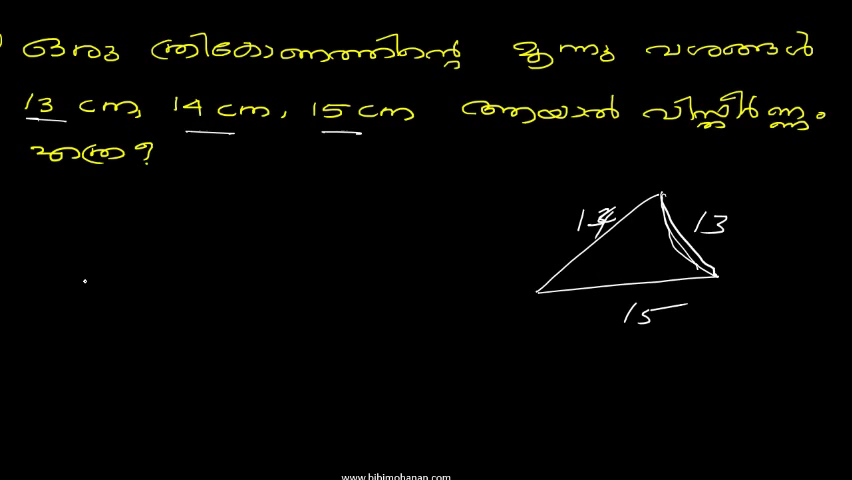 ഒരു ത്രികോണത്തിന്റെ മൂന്നു വശങ്ങൾ
13 cm, 14 cm, 15 cm ആയാൽ വിസ്തീർണ്ണം
എത്ര?
14 13
15
www.bibimohanan.com